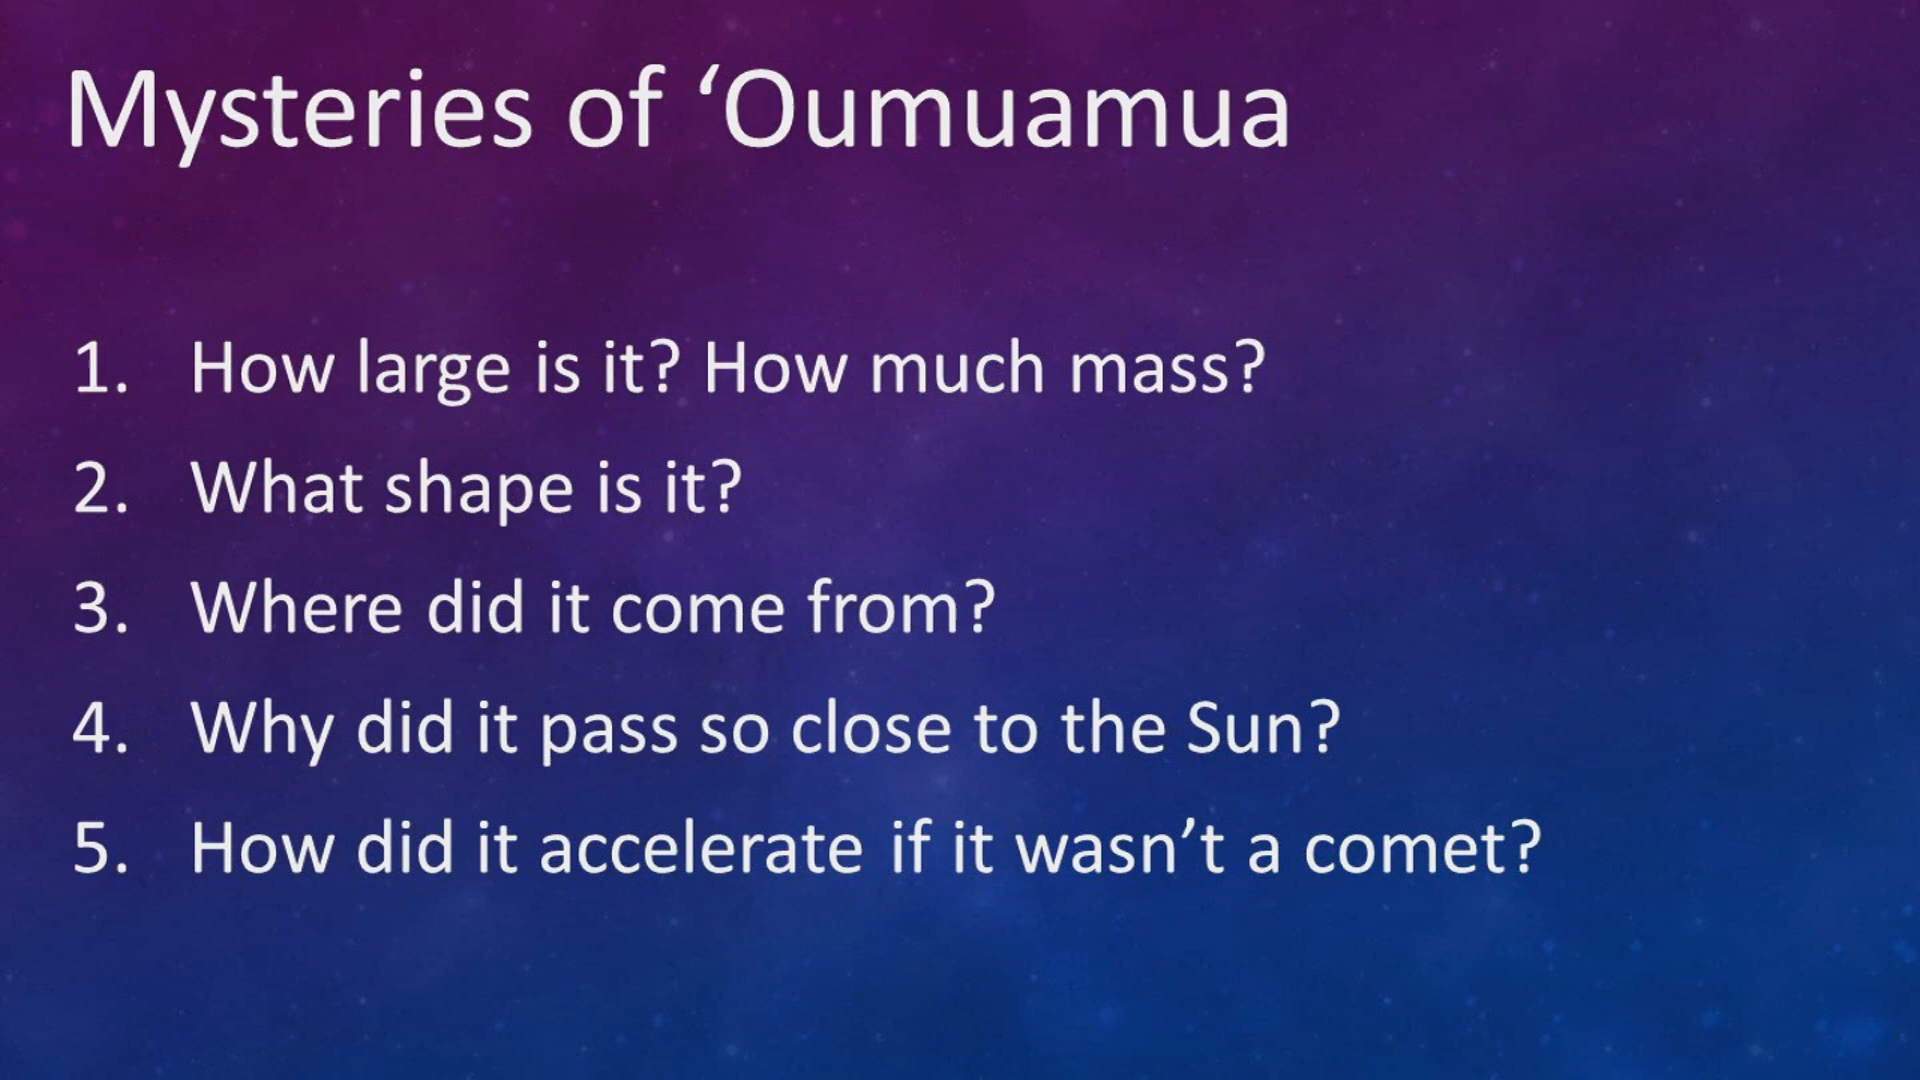 Mysteries of ‘Oumuamua
1. How large is it? How much mass?
2. What shape is it?
3. Where did it come from?
4. Why did it pass so close to the Sun?
5. How did it accelerate if it wasn’t a comet?